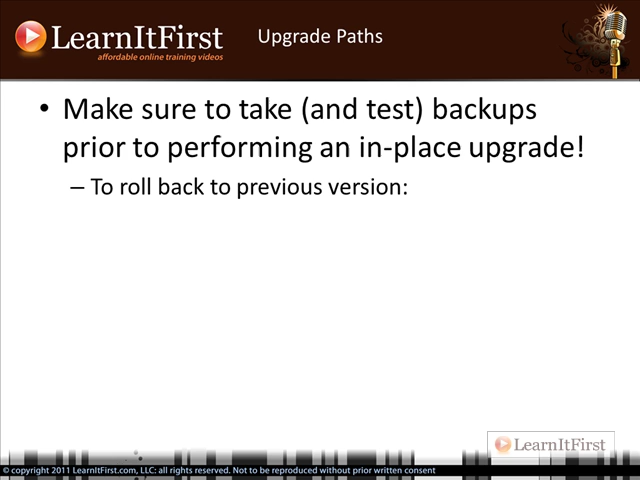 LearnItFirst
affordable online training videos
Upgrade Paths
• Make sure to take (and test) backups
prior to performing an in-place upgrade!
– To roll back to previous version:
LearnItFirst
© copyright 2011 LearnItFirst.com, LLC: all rights reserved. Not to be reproduced without prior written consent